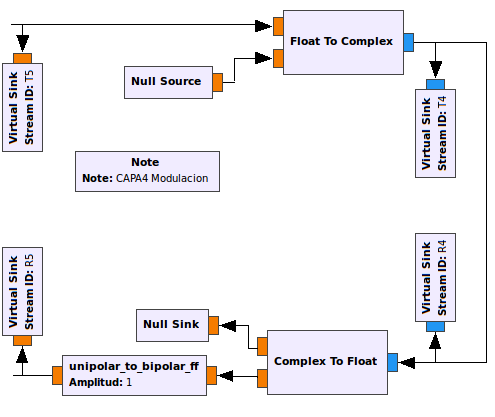 Float To Complex
Virtual Sink
Stream ID: T5
Null Source
Virtual Sink
Stream ID: T4
Note
Note: CAPA4 Modulacion
Virtual Sink
Stream ID: R5
Virtual Sink
Stream ID: R4
Null Sink
Complex To Float
unipolar_to_bipolar_ff
Amplitud: 1